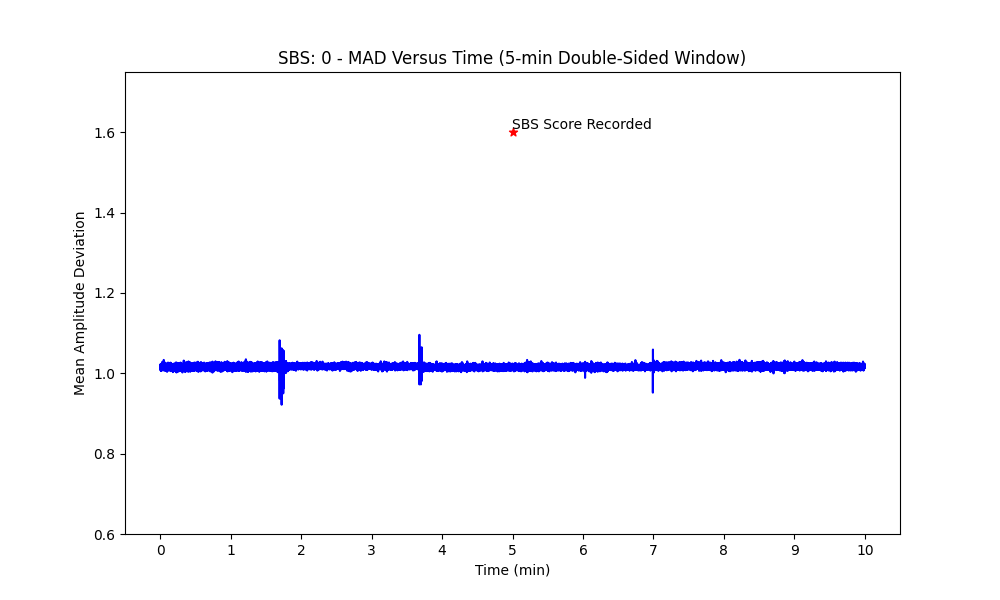 SBS: 0 - MAD Versus Time (5-min Double-Sided Window)
SBS Score Recorded
Mean Amplitude Deviation
1.6
1.4
1.2
1.0
0.8
0.6
0 1 2 3 4 5 6 7 8 9 10
Time (min)